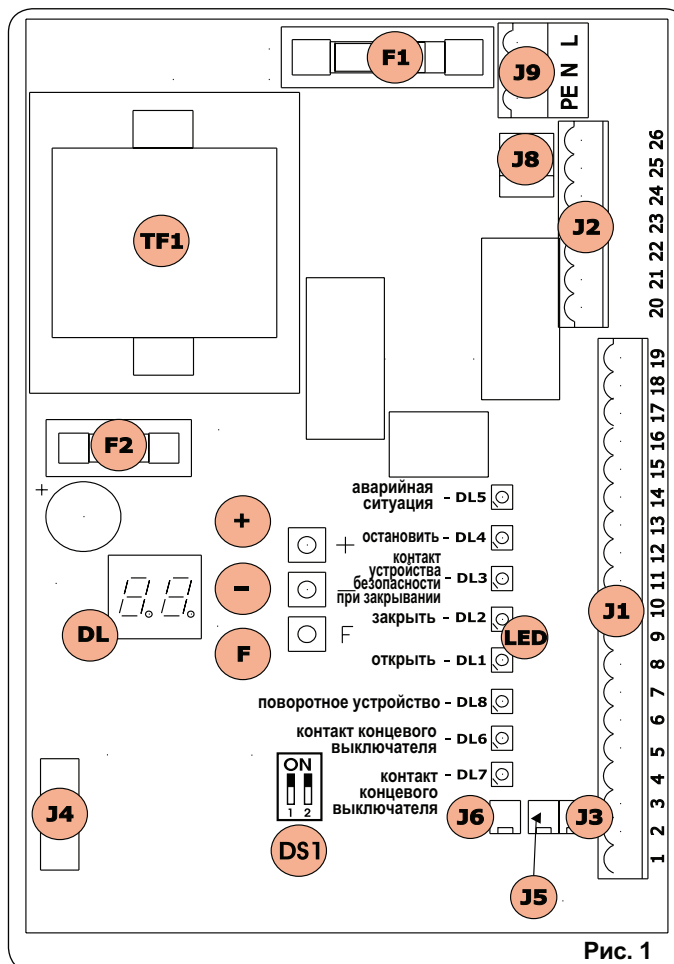 F1
J9
PE N L
J8
J2
20 21 22 23 24 25 26
TF1
F2
+
+
+
-
F
F
DL
8.8.
аварийная
ситуация
- DL5
остановить - DL4
контакт
устройства
безопасности
при закрывании
- DL3
закрыть - DL2
LED
открыть - DL1
поворотное устройство - DL8
контакт концевого
выключателя
- DL6
контакт
концевого
выключателя
- DL7
J1
1 2 3 4 5 6 7 8 9 10 11 12 13 14 15 16 17 18 19
ON
1 2
DS1
J4
J6
J3
J5
Рис. 1